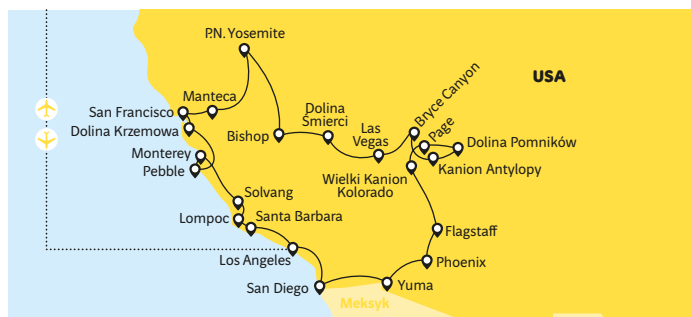 P.N. Yosemite
USA
Manteca
San Francisco
Dolina Krzemowa
Bishop
Dolina
Śmierci
Las
Vegas
Bryce Canyon
Page
Dolina Pomników
Kanion Antylopy
Wielki Kanion
Kolorado
Monterey
Pebble
Solvang
Lompoc
Santa Barbara
Flagstaff
Los Angeles
Phoenix
San Diego
Yuma
Meksyk